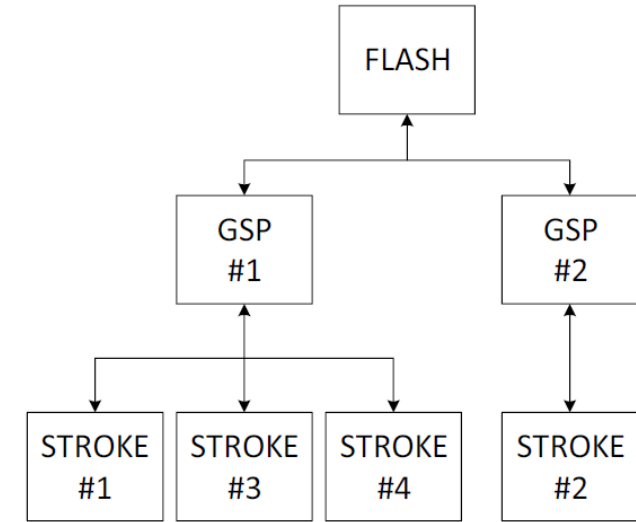 FLASH
GSP
#1
GSP
#2
STROKE
#1
STROKE
#3
STROKE
#4
STROKE
#2